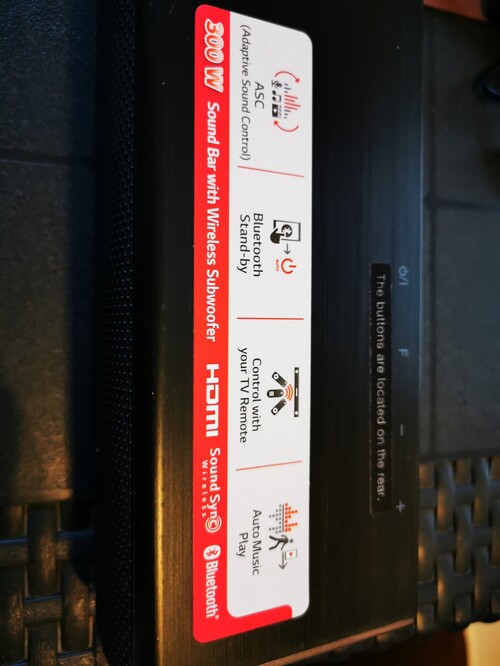 ⏻/I F − +
The buttons are located on the rear.
ASC
(Adaptive Sound Control)
AUTO
Bluetooth
Stand-by
Control with
your TV Remote
Auto Music
Play
300 W Sound Bar with Wireless Subwoofer HDMI Sound Sync Wireless Bluetooth®